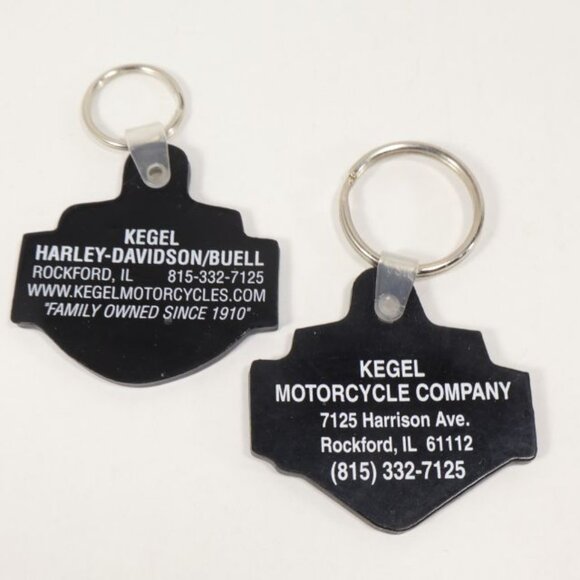 KEGEL
HARLEY-DAVIDSON/BUELL
ROCKFORD, IL 815-332-7125
WWW.KEGELMOTORCYCLES.COM
"FAMILY OWNED SINCE 1910"
KEGEL
MOTORCYCLE COMPANY
7125 Harrison Ave.
Rockford, IL 61112
(815) 332-7125